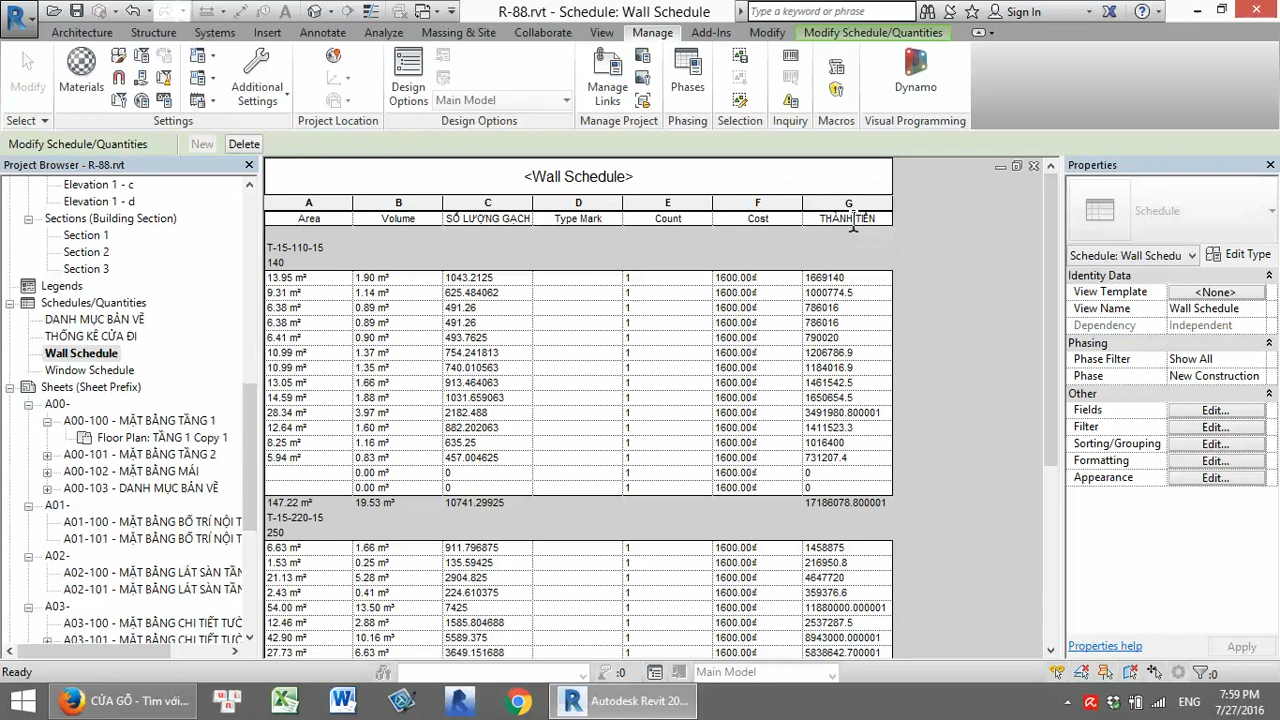 R-88.rvt - Schedule: Wall Schedule
Type a keyword or phrase
Sign In
Architecture Structure Systems Insert Annotate Analyze Massing & Site Collaborate View Manage Add-Ins Modify Modify Schedule/Quantities
Modify
Materials
Additional Settings
Design Options
Main Model
Manage Links
Phases
Dynamo
Select Settings Project Location Design Options Manage Project Phasing Selection Inquiry Macros Visual Programming
Modify Schedule/Quantities New Delete
Project Browser - R-88.rvt
Elevation 1 - c
Elevation 1 - d
Sections (Building Section)
Section 1
Section 2
Section 3
Legends
Schedules/Quantities
DANH MỤC BẢN VẼ
THỐNG KÊ CỬA ĐI
Wall Schedule
Window Schedule
Sheets (Sheet Prefix)
A00-
A00-100 - MẶT BẰNG TẦNG 1
Floor Plan: TẦNG 1 Copy 1
A00-101 - MẶT BẰNG TẦNG 2
A00-102 - MẶT BẰNG MÁI
A00-103 - DANH MỤC BẢN VẼ
A01-
A01-100 - MẶT BẰNG BỐ TRÍ NỘI T
A01-101 - MẶT BẰNG BỐ TRÍ NỘI T
A02-
A02-100 - MẶT BẰNG LÁT SÀN TẦN
A02-101 - MẶT BẰNG LÁT SÀN TẦN
A03-
A03-100 - MẶT BẰNG CHI TIẾT TƯỜ
A03-101 - MẶT BẰNG CHI TIẾT TƯỜ
<Wall Schedule>
A B C D E F G
Area Volume SỐ LƯỢNG GẠCH Type Mark Count Cost THÀNH TIỀN
T-15-110-15
140
13.95 m² 1.90 m³ 1043.2125 1 1600.00₫ 1669140
9.31 m² 1.14 m³ 625.484062 1 1600.00₫ 1000774.5
6.38 m² 0.89 m³ 491.26 1 1600.00₫ 786016
6.38 m² 0.89 m³ 491.26 1 1600.00₫ 786016
6.41 m² 0.90 m³ 493.7625 1 1600.00₫ 790020
10.99 m² 1.37 m³ 754.241813 1 1600.00₫ 1206786.9
10.99 m² 1.35 m³ 740.010563 1 1600.00₫ 1184016.9
13.05 m² 1.66 m³ 913.464063 1 1600.00₫ 1461542.5
14.59 m² 1.88 m³ 1031.659063 1 1600.00₫ 1650654.5
28.34 m² 3.97 m³ 2182.488 1 1600.00₫ 3491980.800001
12.64 m² 1.60 m³ 882.202063 1 1600.00₫ 1411523.3
8.25 m² 1.16 m³ 635.25 1 1600.00₫ 1016400
5.94 m² 0.83 m³ 457.004625 1 1600.00₫ 731207.4
0.00 m³ 0 1 1600.00₫ 0
0.00 m³ 0 1 1600.00₫ 0
147.22 m² 19.53 m³ 10741.29925 17186078.800001
T-15-220-15
250
6.63 m² 1.66 m³ 911.796875 1 1600.00₫ 1458875
1.53 m² 0.25 m³ 135.59425 1 1600.00₫ 216950.8
21.13 m² 5.28 m³ 2904.825 1 1600.00₫ 4647720
2.43 m² 0.41 m³ 224.610375 1 1600.00₫ 359376.6
54.00 m² 13.50 m³ 7425 1 1600.00₫ 11880000.000001
12.46 m² 2.88 m³ 1585.804688 1 1600.00₫ 2537287.5
42.90 m² 10.16 m³ 5589.375 1 1600.00₫ 8943000.000001
27.73 m² 6.63 m³ 3649.151688 1 1600.00₫ 5838642.700001
Properties
Schedule
Schedule: Wall Schedu Edit Type
Identity Data
View Template <None>
View Name Wall Schedule
Dependency Independent
Phasing
Phase Filter Show All
Phase New Construction
Other
Fields Edit...
Filter Edit...
Sorting/Grouping Edit...
Formatting Edit...
Appearance Edit...
Properties help Apply
Ready :0 Main Model :0
CỬA GỖ - Tìm với... Autodesk Revit 20... ENG 7:59 PM
7/27/2016